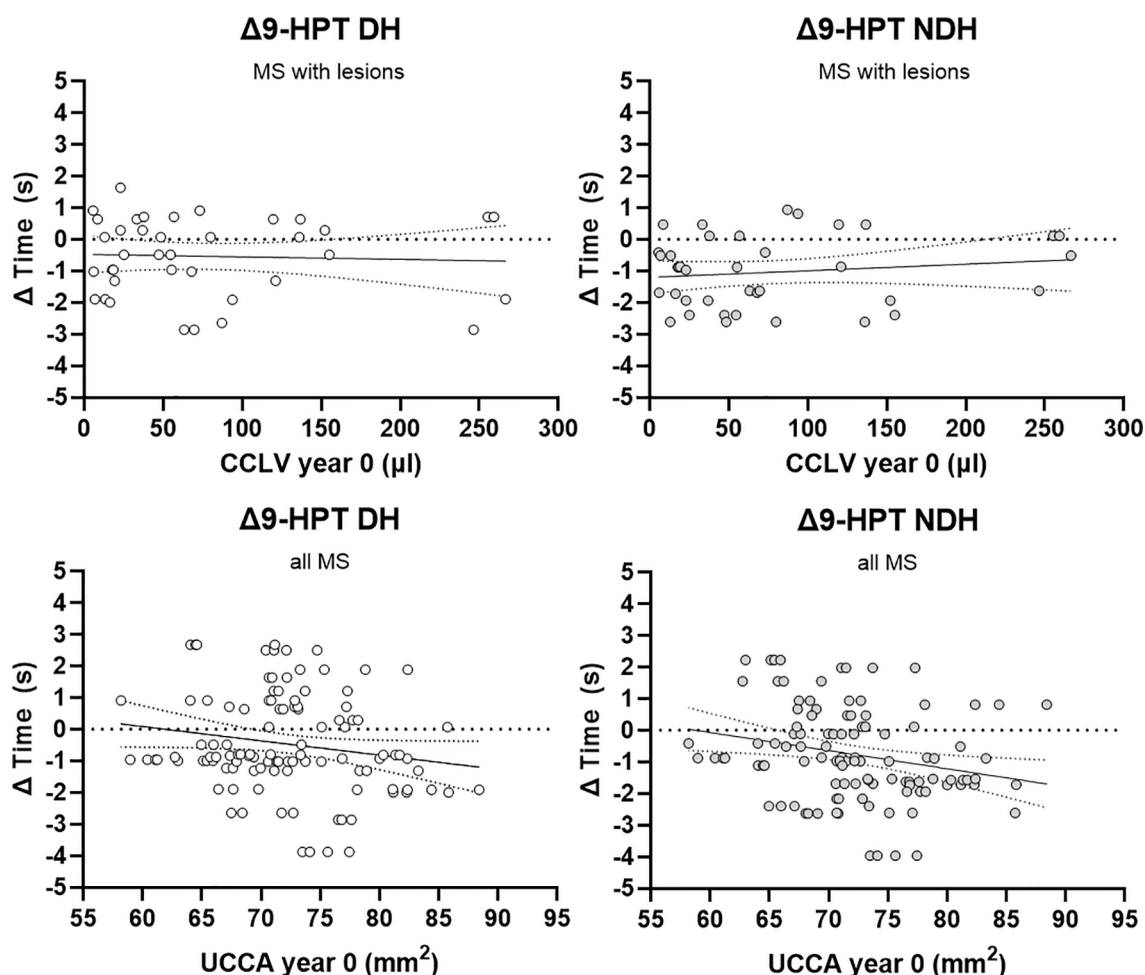 Δ9-HPT DH
MS with lesions
5
4
3
2
1
0
-1
-2
-3
-4
-5
Δ Time (s)
0 50 100 150 200 250 300
CCLV year 0 (µl)
Δ9-HPT NDH
MS with lesions
5
4
3
2
1
0
-1
-2
-3
-4
-5
Δ Time (s)
0 50 100 150 200 250 300
CCLV year 0 (µl)
Δ9-HPT DH
all MS
5
4
3
2
1
0
-1
-2
-3
-4
-5
Δ Time (s)
55 60 65 70 75 80 85 90 95
UCCA year 0 (mm²)
Δ9-HPT NDH
all MS
5
4
3
2
1
0
-1
-2
-3
-4
-5
Δ Time (s)
55 60 65 70 75 80 85 90 95
UCCA year 0 (mm²)